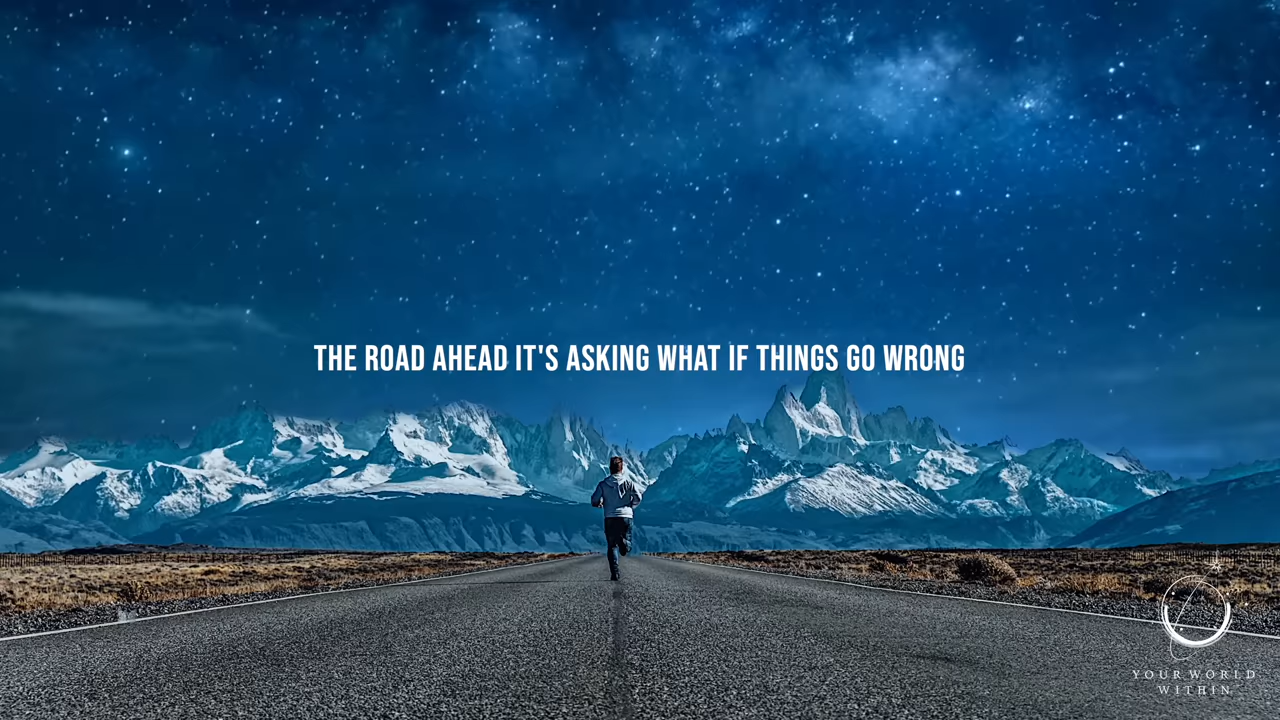 THE ROAD AHEAD IT'S ASKING WHAT IF THINGS GO WRONG
YOUR WORLD
WITHIN